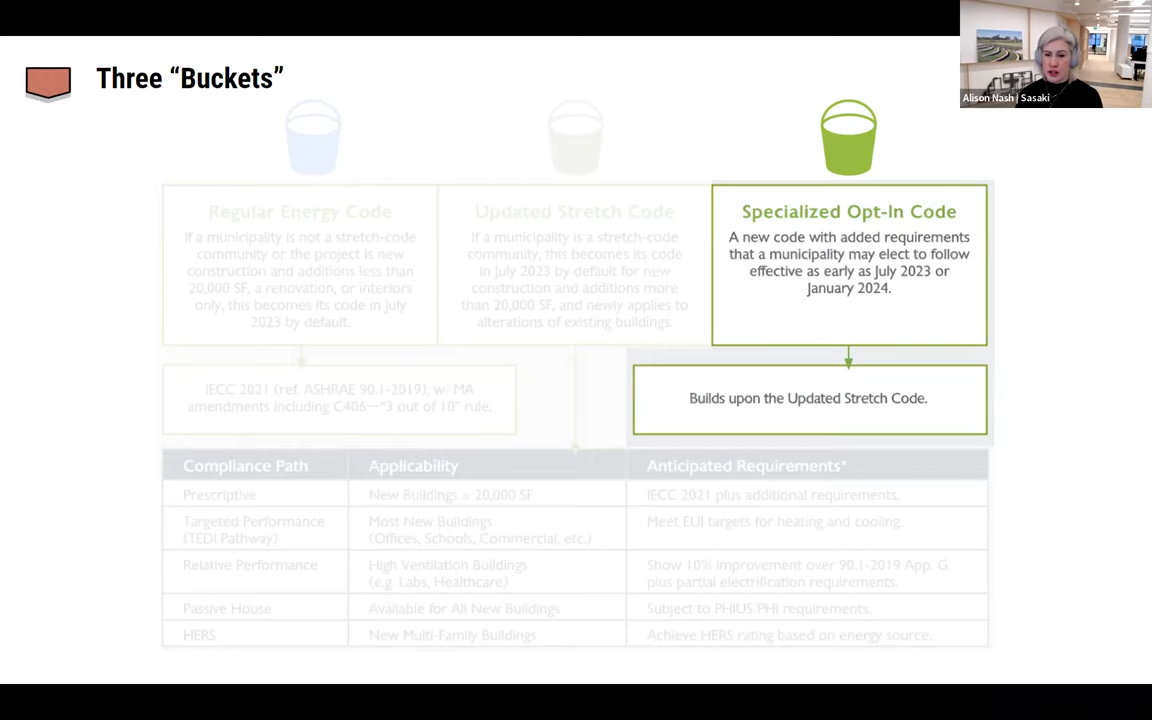 Three “Buckets”
Alison Nash | Sasaki
Regular Energy Code
If a municipality is not a stretch-code
community or the project is new
construction and additions less than
20,000 SF, a renovation, or interiors
only, this becomes its code in July
2023 by default.
Updated Stretch Code
If a municipality is a stretch-code
community, this becomes its code
in July 2023 by default for new
construction and additions more
than 20,000 SF, and newly applies to
alterations of existing buildings.
Specialized Opt-In Code
A new code with added requirements
that a municipality may elect to follow
effective as early as July 2023 or
January 2024.
IECC 2021 (ref. ASHRAE 90.1-2019), w/ MA
amendments including C406—“3 out of 10” rule.
Builds upon the Updated Stretch Code.
Compliance Path Applicability Anticipated Requirements*
Prescriptive New Buildings 20,000 SF IECC 2021 plus additional requirements.
Targeted Performance Most New Buildings Meet EUI targets for heating and cooling.
(TEDI Pathway) (Offices, Schools, Commercial, etc.)
Relative Performance High Ventilation Buildings Show 10% improvement over 90.1-2019 App. G.
(e.g. Labs, Healthcare) plus partial electrification requirements.
Passive House Available for All New Buildings Subject to PHIUS/PHI requirements.
HERS New Multi-Family Buildings Achieve HERS rating based on energy source.